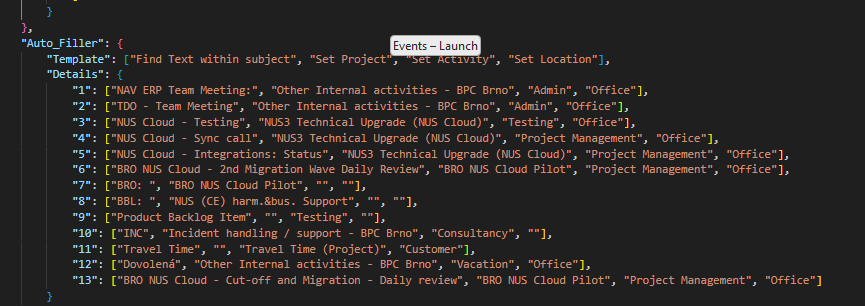 }
},
"Auto_Filler": {
Events – Launch
"Template": ["Find Text within subject", "Set Project", "Set Activity", "Set Location"],
"Details": {
"1": ["NAV ERP Team Meeting:", "Other Internal activities - BPC Brno", "Admin", "Office"],
"2": ["TDO - Team Meeting", "Other Internal activities - BPC Brno", "Admin", "Office"],
"3": ["NUS Cloud - Testing", "NUS3 Technical Upgrade (NUS Cloud)", "Testing", "Office"],
"4": ["NUS Cloud - Sync call", "NUS3 Technical Upgrade (NUS Cloud)", "Project Management", "Office"],
"5": ["NUS Cloud - Integrations: Status", "NUS3 Technical Upgrade (NUS Cloud)", "Project Management", "Office"],
"6": ["BRO NUS Cloud - 2nd Migration Wave Daily Review", "BRO NUS Cloud Pilot", "Project Management", "Office"],
"7": ["BRO: ", "BRO NUS Cloud Pilot", "", ""],
"8": ["BBL: ", "NUS (CE) harm.&bus. Support", "", ""],
"9": ["Product Backlog Item", "", "Testing", ""],
"10": ["INC", "Incident handling / support - BPC Brno", "Consultancy", ""],
"11": ["Travel Time", "", "Travel Time (Project)", "Customer"],
"12": ["Dovolená", "Other Internal activities - BPC Brno", "Vacation", "Office"],
"13": ["BRO NUS Cloud - Cut-off and Migration - Daily review", "BRO NUS Cloud Pilot", "Project Management", "Office"]
}